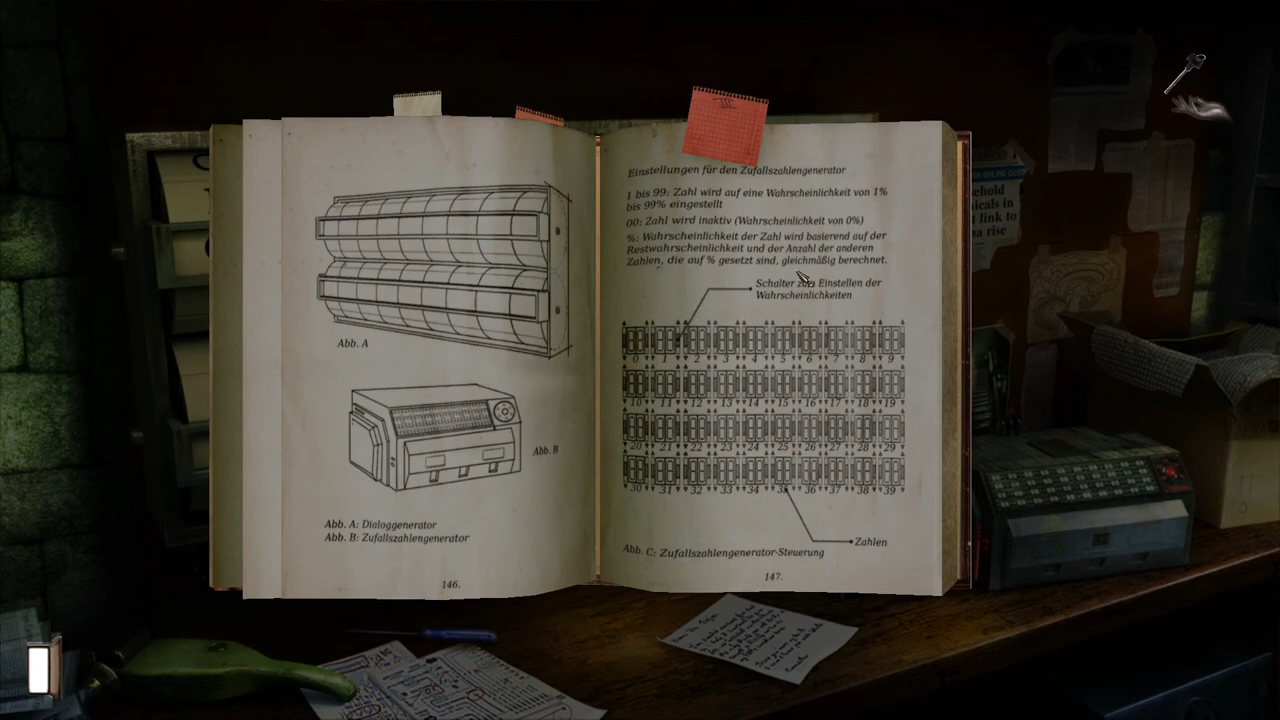 III
Einstellungen für den Zufallszahlengenerator
1 bis 99: Zahl wird auf eine Wahrscheinlichkeit von 1%
bis 99% eingestellt
00: Zahl wird inaktiv (Wahrscheinlichkeit von 0%)
%: Wahrscheinlichkeit der Zahl wird basierend auf der
Restwahrscheinlichkeit und der Anzahl der anderen
Zahlen, die auf % gesetzt sind, gleichmäßig berechnet.
Schalter zum Einstellen der
Wahrscheinlichkeiten
0 1 2 3 4 5 6 7 8 9
10 11 12 13 14 15 16 17 18 19
20 21 22 23 24 25 26 27 28 29
30 31 32 33 34 35 36 37 38 39
Zahlen
Abb. C: Zufallszahlengenerator-Steuerung
147.
Abb. A
Abb. B
Abb. A: Dialoggenerator
Abb. B: Zufallszahlengenerator
146.
ONLINE
link to